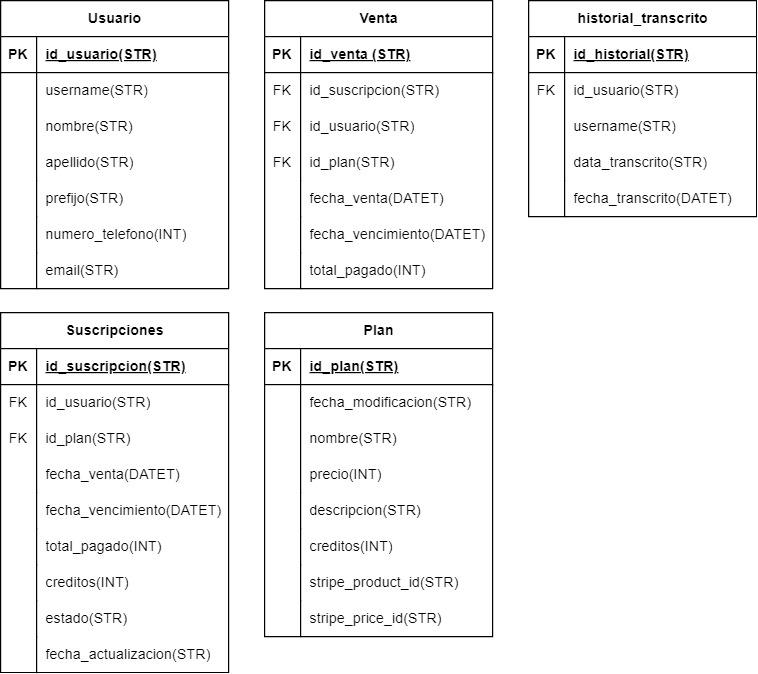 Usuario
PK id_usuario(STR)
username(STR)
nombre(STR)
apellido(STR)
prefijo(STR)
numero_telefono(INT)
email(STR)
Venta
PK id_venta (STR)
FK id_suscripcion(STR)
FK id_usuario(STR)
FK id_plan(STR)
fecha_venta(DATET)
fecha_vencimiento(DATET)
total_pagado(INT)
historial_transcrito
PK id_historial(STR)
FK id_usuario(STR)
username(STR)
data_transcrito(STR)
fecha_transcrito(DATET)
Suscripciones
PK id_suscripcion(STR)
FK id_usuario(STR)
FK id_plan(STR)
fecha_venta(DATET)
fecha_vencimiento(DATET)
total_pagado(INT)
creditos(INT)
estado(STR)
fecha_actualizacion(STR)
Plan
PK id_plan(STR)
fecha_modificacion(STR)
nombre(STR)
precio(INT)
descripcion(STR)
creditos(INT)
stripe_product_id(STR)
stripe_price_id(STR)